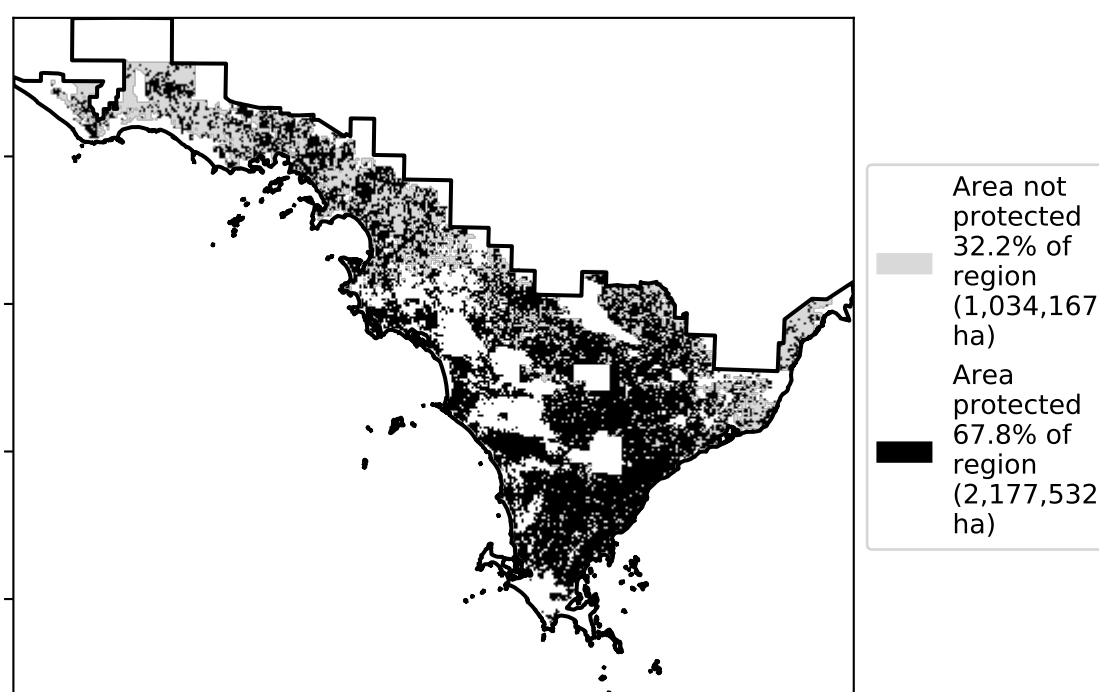 Area not
protected
32.2% of
region
(1,034,167
ha)
Area
protected
67.8% of
region
(2,177,532
ha)